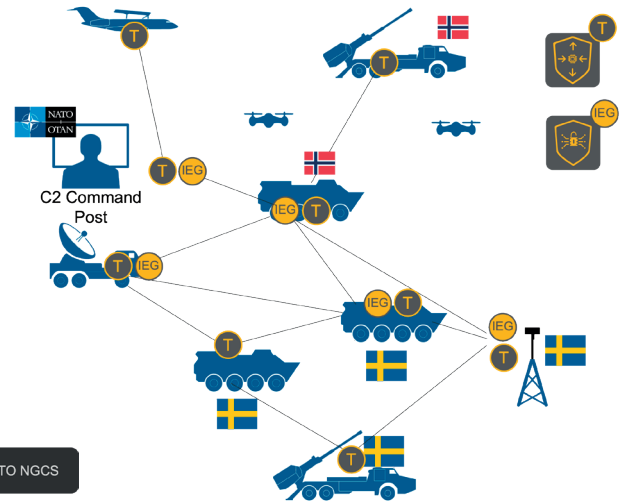 T
T
T
IEG
NATO
OTAN
T
IEG
C2 Command
Post
IEG
T
T
IEG
IEG
T
IEG
T
T
T
TO NGCS